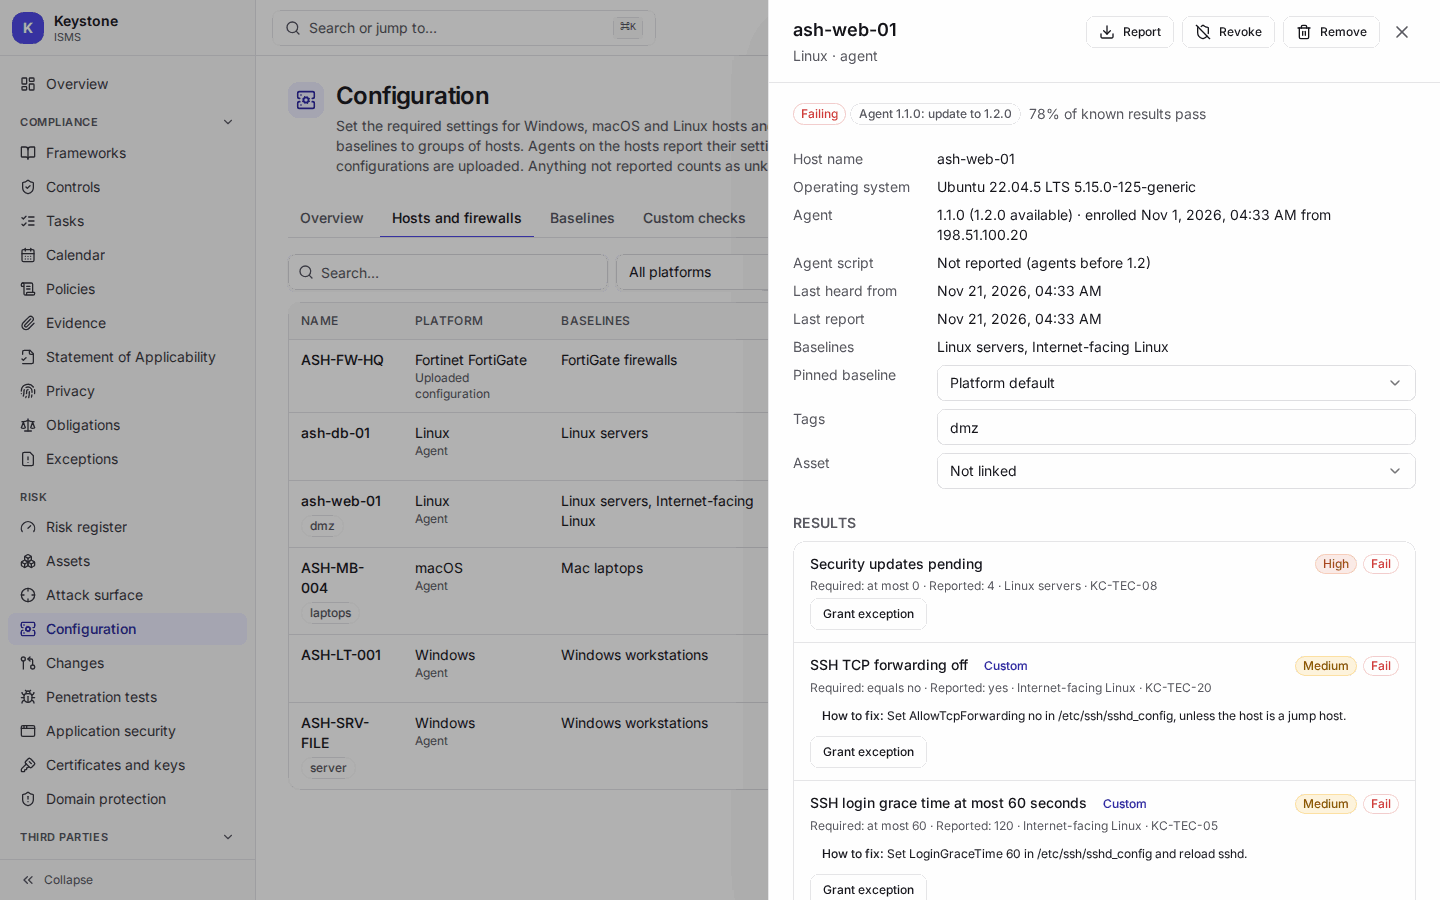 K
Keystone
ISMS
Overview
COMPLIANCE
Frameworks
Controls
Tasks
Calendar
Policies
Evidence
Statement of Applicability
Privacy
Obligations
Exceptions
RISK
Risk register
Assets
Attack surface
Configuration
Changes
Penetration tests
Application security
Certificates and keys
Domain protection
THIRD PARTIES
Collapse
Search or jump to...
⌘K
Configuration
Set the required settings for Windows, macOS and Linux hosts an
baselines to groups of hosts. Agents on the hosts report their setti
configurations are uploaded. Anything not reported counts as unk
Overview
Hosts and firewalls
Baselines
Custom checks
Search...
All platforms
NAME PLATFORM BASELINES
ASH-FW-HQ Fortinet FortiGate FortiGate firewalls
Uploaded
configuration
ash-db-01 Linux Linux servers
Agent
ash-web-01 Linux Linux servers, Internet-facing
Agent Linux
dmz
ASH-MB- macOS Mac laptops
004 Agent
laptops
ASH-LT-001 Windows Windows workstations
Agent
ASH-SRV- Windows Windows workstations
FILE Agent
server
ash-web-01
Linux · agent
Report
Revoke
Remove
Failing
Agent 1.1.0: update to 1.2.0
78% of known results pass
Host name ash-web-01
Operating system Ubuntu 22.04.5 LTS 5.15.0-125-generic
Agent 1.1.0 (1.2.0 available) · enrolled Nov 1, 2026, 04:33 AM from
198.51.100.20
Agent script Not reported (agents before 1.2)
Last heard from Nov 21, 2026, 04:33 AM
Last report Nov 21, 2026, 04:33 AM
Baselines Linux servers, Internet-facing Linux
Pinned baseline Platform default
Tags dmz
Asset Not linked
RESULTS
Security updates pending High Fail
Required: at most 0 · Reported: 4 · Linux servers · KC-TEC-08
Grant exception
SSH TCP forwarding off Custom Medium Fail
Required: equals no · Reported: yes · Internet-facing Linux · KC-TEC-20
How to fix: Set AllowTcpForwarding no in /etc/ssh/sshd_config, unless the host is a jump host.
Grant exception
SSH login grace time at most 60 seconds Custom Medium Fail
Required: at most 60 · Reported: 120 · Internet-facing Linux · KC-TEC-05
How to fix: Set LoginGraceTime 60 in /etc/ssh/sshd_config and reload sshd.
Grant exception